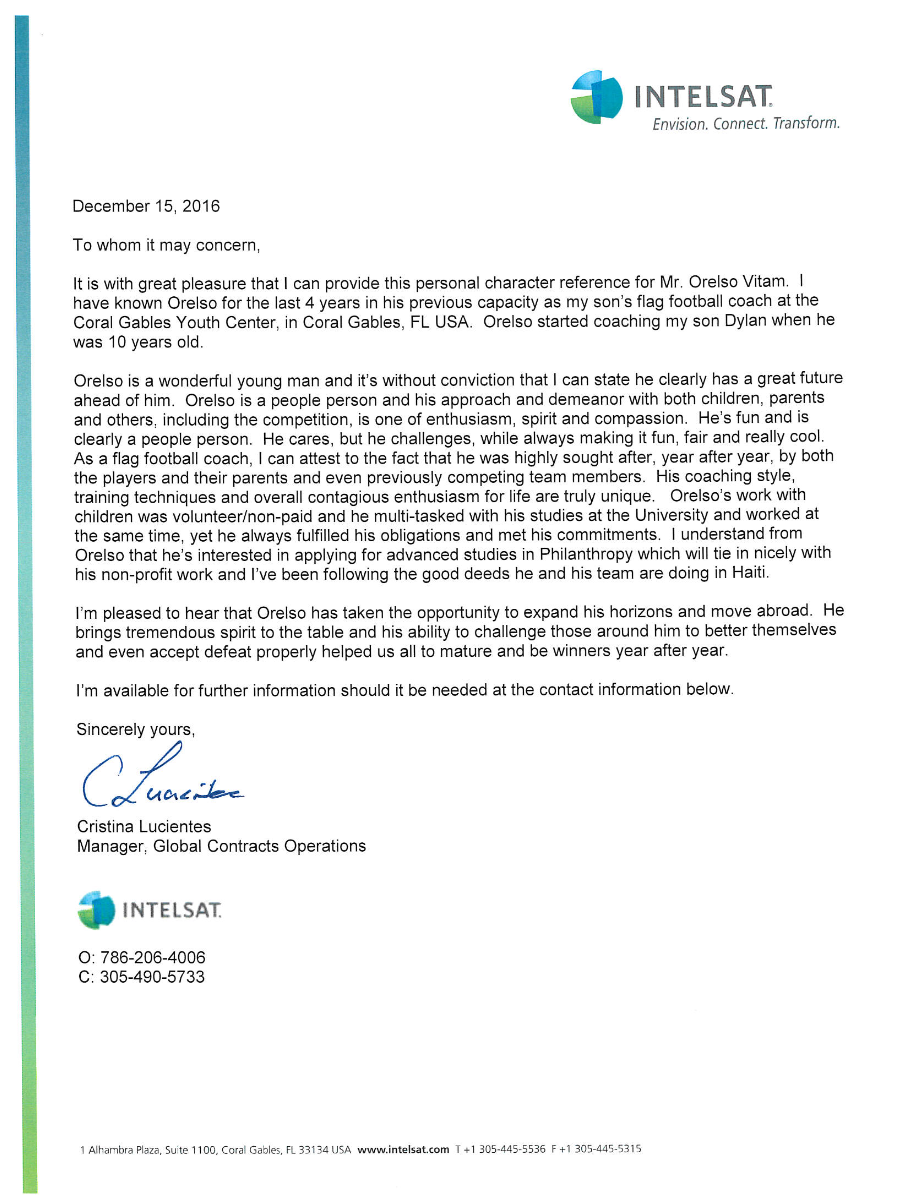 INTELSAT.
Envision. Connect. Transform.
December 15, 2016
To whom it may concern,
It is with great pleasure that I can provide this personal character reference for Mr. Orelso Vitam. I
have known Orelso for the last 4 years in his previous capacity as my son's flag football coach at the
Coral Gables Youth Center, in Coral Gables, FL USA. Orelso started coaching my son Dylan when he
was 10 years old.
Orelso is a wonderful young man and it's without conviction that I can state he clearly has a great future
ahead of him. Orelso is a people person and his approach and demeanor with both children, parents
and others, including the competition, is one of enthusiasm, spirit and compassion. He's fun and is
clearly a people person. He cares, but he challenges, while always making it fun, fair and really cool.
As a flag football coach, I can attest to the fact that he was highly sought after, year after year, by both
the players and their parents and even previously competing team members. His coaching style,
training techniques and overall contagious enthusiasm for life are truly unique. Orelso's work with
children was volunteer/non-paid and he multi-tasked with his studies at the University and worked at
the same time, yet he always fulfilled his obligations and met his commitments. I understand from
Orelso that he's interested in applying for advanced studies in Philanthropy which will tie in nicely with
his non-profit work and I've been following the good deeds he and his team are doing in Haiti.
I'm pleased to hear that Orelso has taken the opportunity to expand his horizons and move abroad. He
brings tremendous spirit to the table and his ability to challenge those around him to better themselves
and even accept defeat properly helped us all to mature and be winners year after year.
I'm available for further information should it be needed at the contact information below.
Sincerely yours,
C Lucientes
Cristina Lucientes
Manager, Global Contracts Operations
INTELSAT.
O: 786-206-4006
C: 305-490-5733
1 Alhambra Plaza, Suite 1100, Coral Gables, FL 33134 USA www.intelsat.com T +1 305-445-5536 F +1 305-445-5315